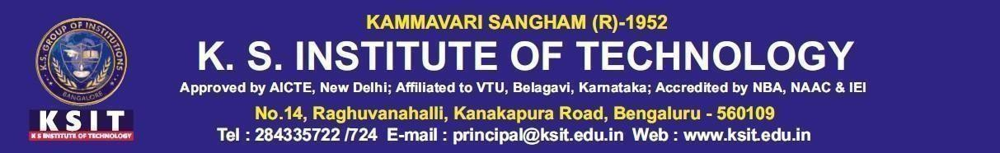 KAMMAVARI SANGHAM (R)-1952
K. S. INSTITUTE OF TECHNOLOGY
Approved by AICTE, New Delhi; Affiliated to VTU, Belagavi, Karnataka; Accredited by NBA, NAAC & IEI
No.14, Raghuvanahalli, Kanakapura Road, Bengaluru - 560109
Tel : 284335722 /724 E-mail : principal@ksit.edu.in Web : www.ksit.edu.in
K.S. GROUP OF INSTITUTIONS
BANGALORE
KSIT
K S INSTITUTE OF TECHNOLOGY